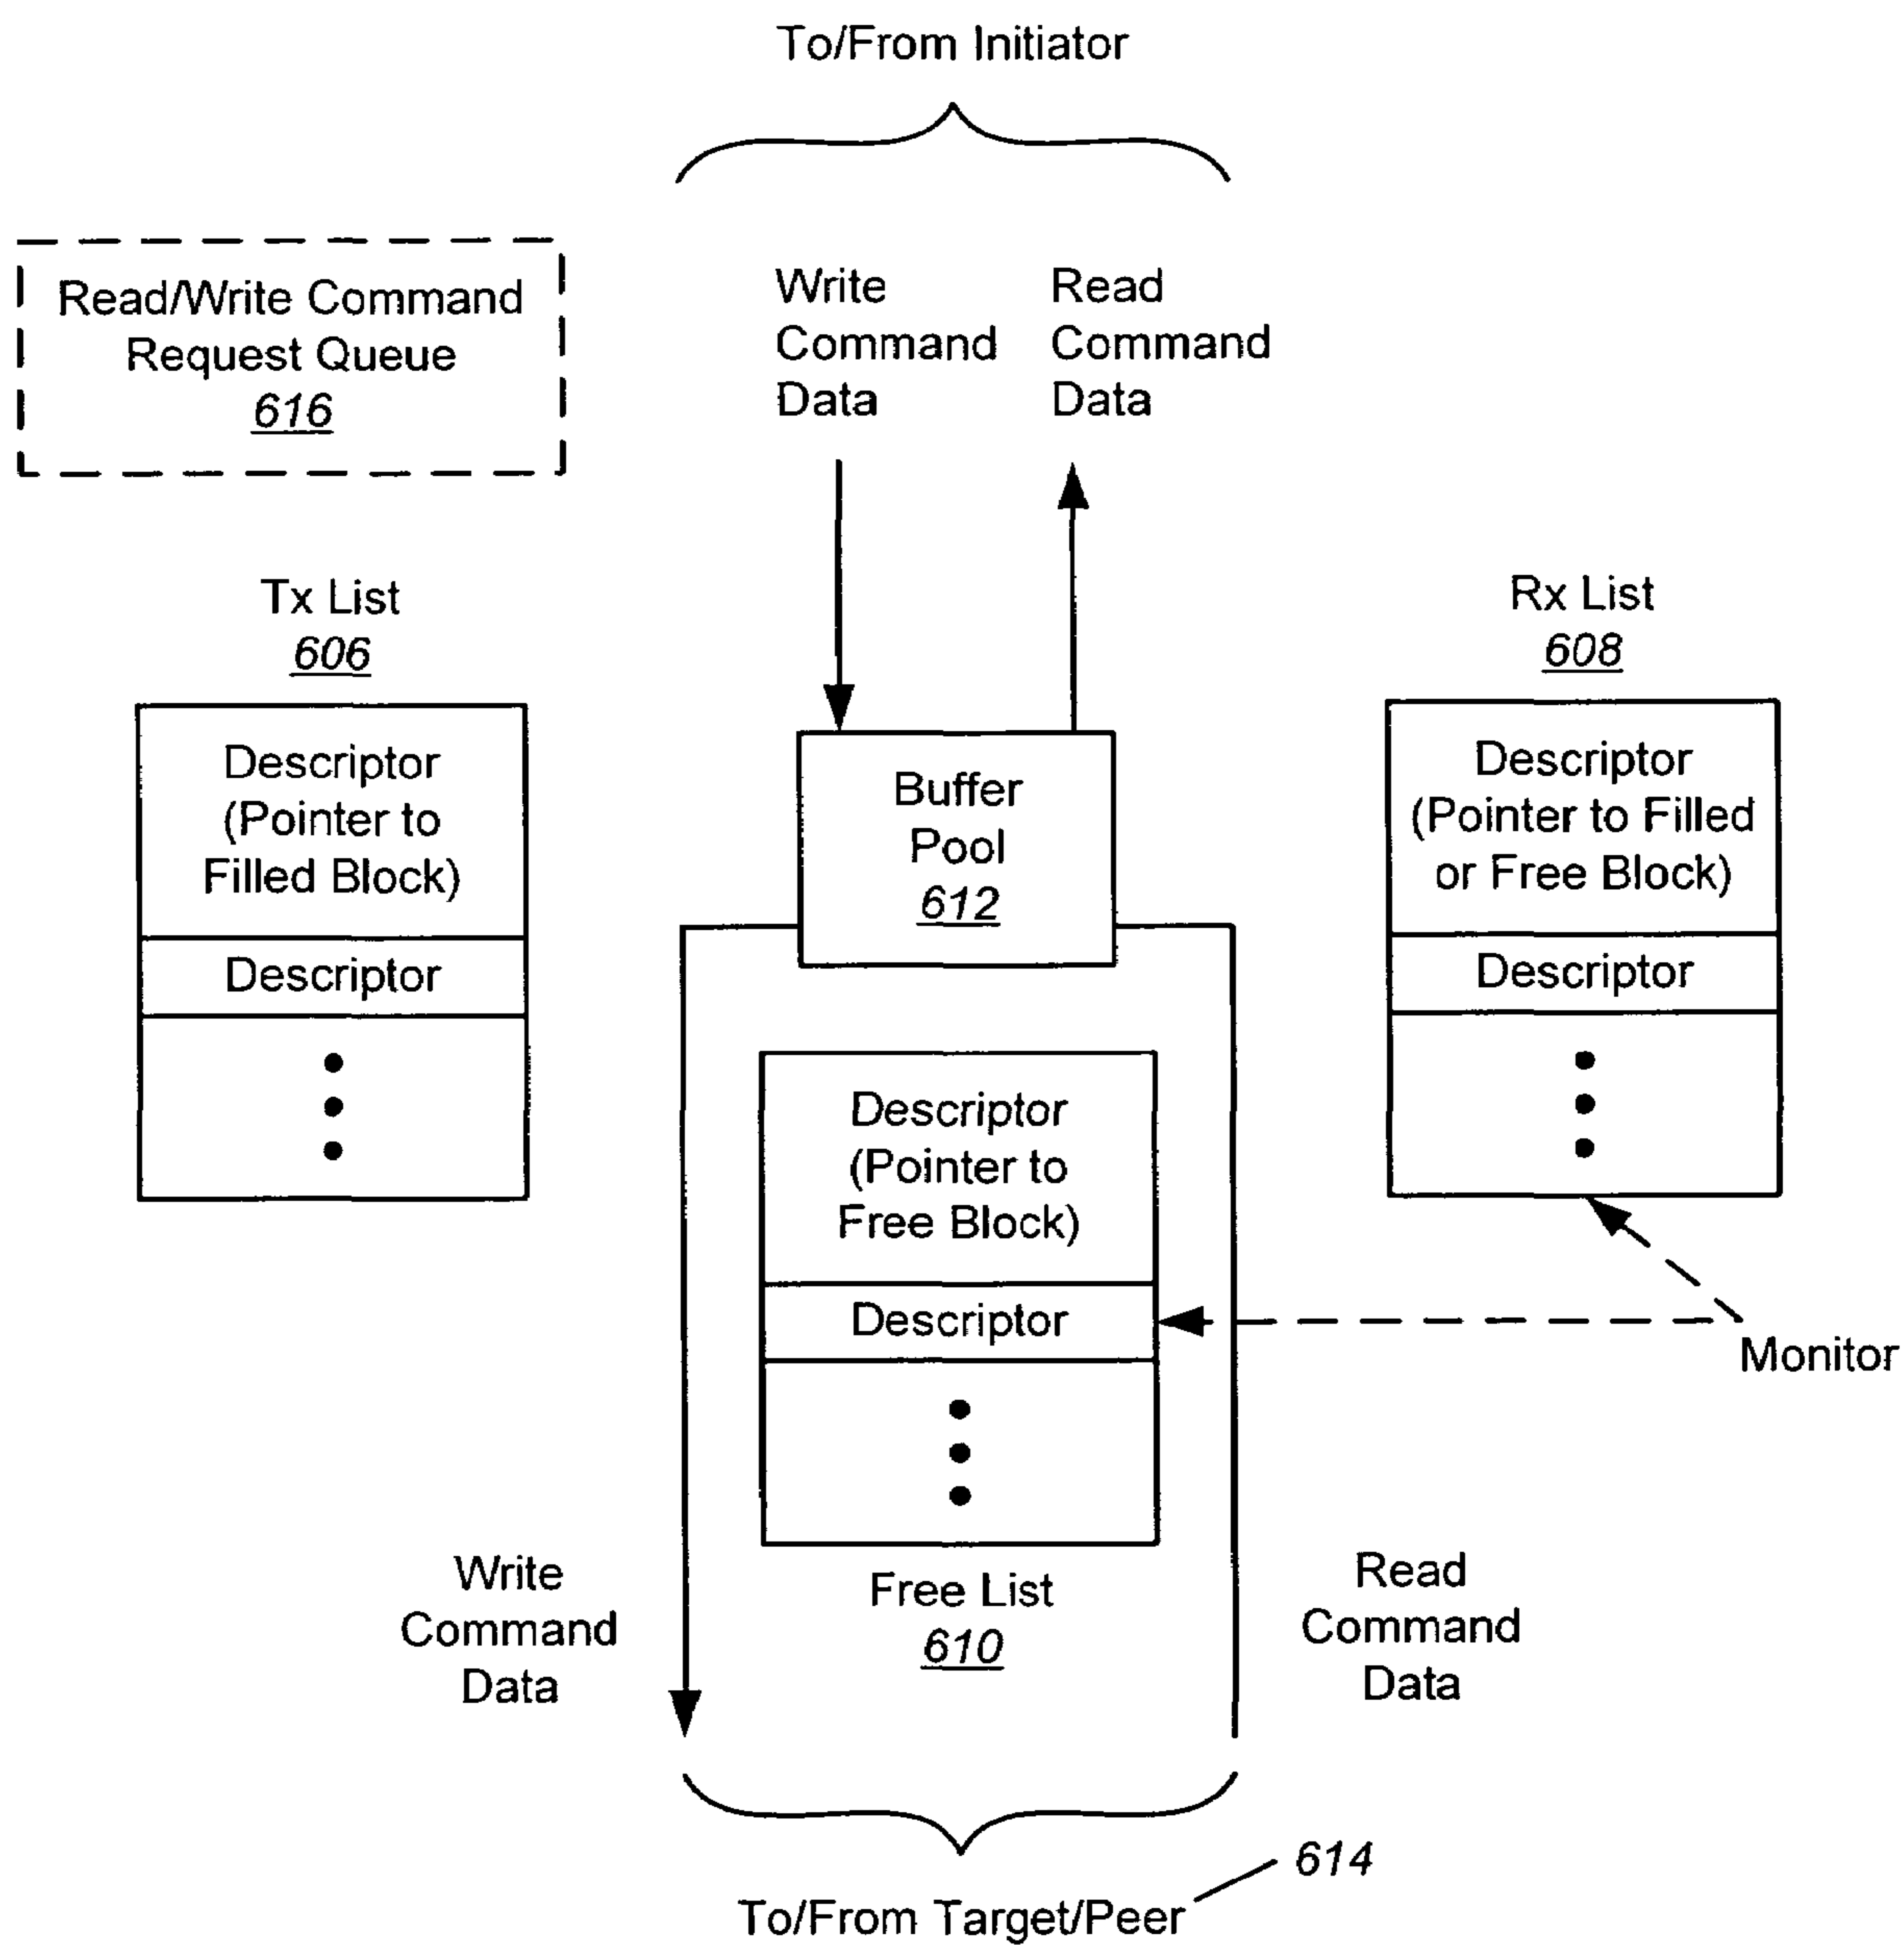 To/From Initiator
Read/Write Command
Request Queue
616
Write
Command
Data
Read
Command
Data
Tx List
606
Descriptor
(Pointer to
Filled Block)
Descriptor
Buffer
Pool
612
Rx List
608
Descriptor
(Pointer to Filled
or Free Block)
Descriptor
Descriptor
(Pointer to
Free Block)
Descriptor
Monitor
Free List
610
Write
Command
Data
Read
Command
Data
614
To/From Target/Peer